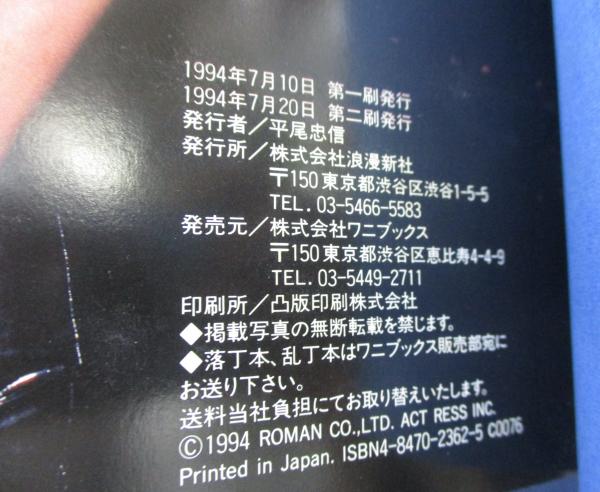 1994年7月10日 第一刷発行
1994年7月20日 第二刷発行
発行者／平尾忠信
発行所／株式会社浪漫新社
〒150 東京都渋谷区渋谷1-5-5
TEL. 03-5466-5583
発売元／株式会社ワニブックス
〒150 東京都渋谷区恵比寿4-4-9
TEL. 03-5449-2711
印刷所／凸版印刷株式会社
◆掲載写真の無断転載を禁じます。
◆落丁本、乱丁本はワニブックス販売部宛に
お送り下さい。
送料当社負担にてお取り替えいたします。
©1994 ROMAN CO.,LTD. ACT RESS INC.
Printed in Japan. ISBN4-8470-2362-5 C0076